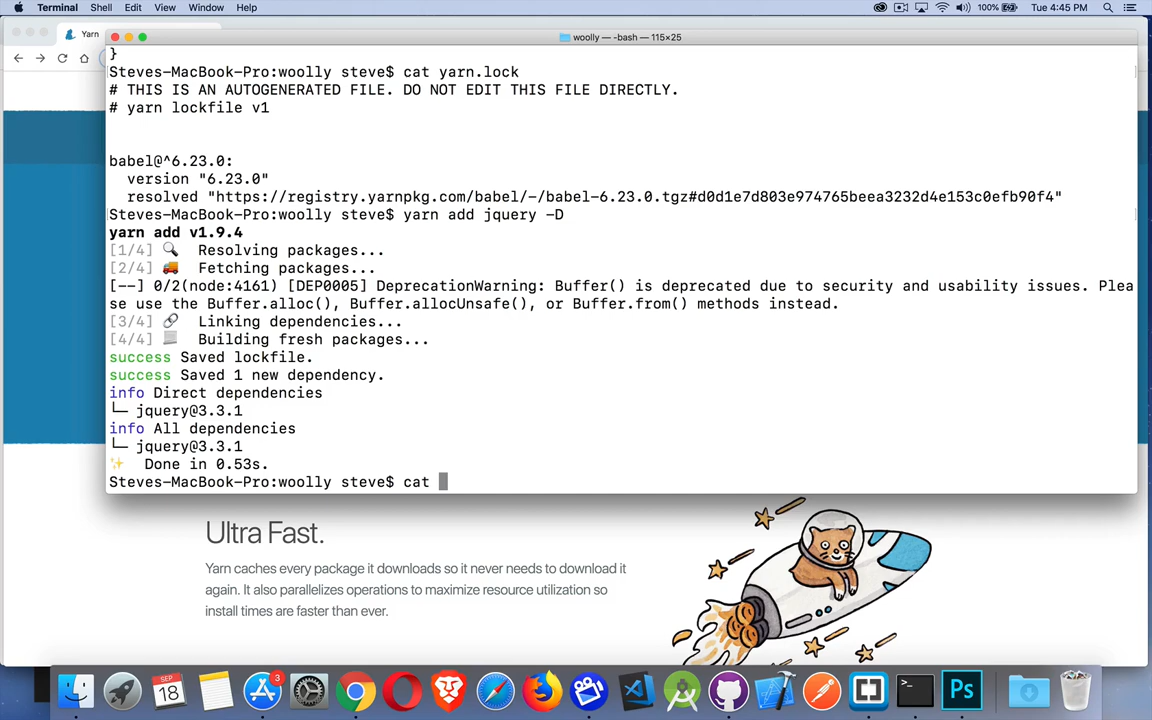 Terminal Shell Edit View Window Help 100% Tue 4:45 PM
Yarn
woolly — -bash — 115×25
}
Steves-MacBook-Pro:woolly steve$ cat yarn.lock
# THIS IS AN AUTOGENERATED FILE. DO NOT EDIT THIS FILE DIRECTLY.
# yarn lockfile v1
babel@^6.23.0:
version "6.23.0"
resolved "https://registry.yarnpkg.com/babel/-/babel-6.23.0.tgz#d0d1e7d803e974765beea3232d4e153c0efb90f4"
Steves-MacBook-Pro:woolly steve$ yarn add jquery -D
yarn add v1.9.4
[1/4] 🔍 Resolving packages...
[2/4] 🚚 Fetching packages...
[--] 0/2(node:4161) [DEP0005] DeprecationWarning: Buffer() is deprecated due to security and usability issues. Plea
se use the Buffer.alloc(), Buffer.allocUnsafe(), or Buffer.from() methods instead.
[3/4] 🔗 Linking dependencies...
[4/4] 📃 Building fresh packages...
success Saved lockfile.
success Saved 1 new dependency.
info Direct dependencies
└─ jquery@3.3.1
info All dependencies
└─ jquery@3.3.1
✨ Done in 0.53s.
Steves-MacBook-Pro:woolly steve$ cat
Ultra Fast.
Yarn caches every package it downloads so it never needs to download it
again. It also parallelizes operations to maximize resource utilization so
install times are faster than ever.
SEP
18
3
>_
Ps